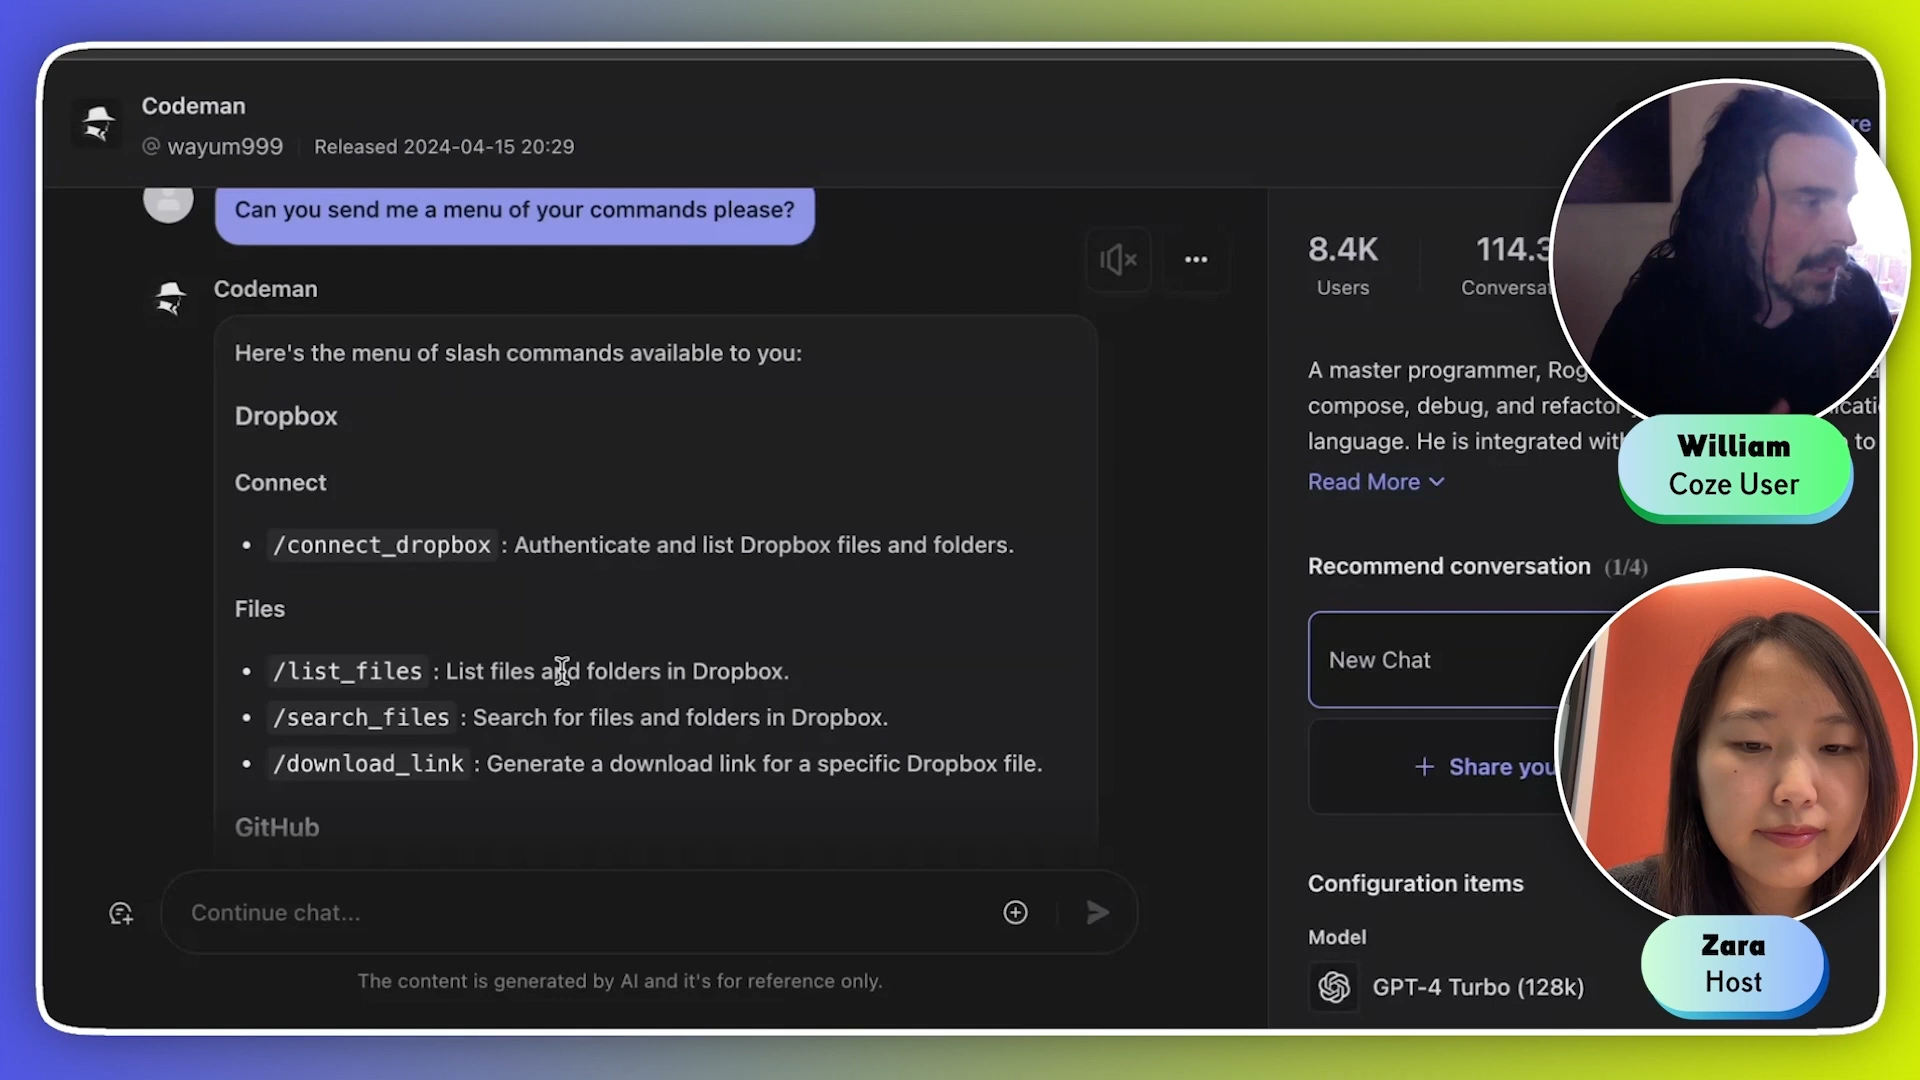 Codeman
@ wayum999 Released 2024-04-15 20:29
Can you send me a menu of your commands please?
Codeman
Here's the menu of slash commands available to you:
Dropbox
Connect
• /connect_dropbox : Authenticate and list Dropbox files and folders.
Files
• /list_files : List files and folders in Dropbox.
• /search_files : Search for files and folders in Dropbox.
• /download_link : Generate a download link for a specific Dropbox file.
GitHub
Continue chat...
The content is generated by AI and it's for reference only.
8.4K
Users
114.3
Conversat
A master programmer, Rog
compose, debug, and refactor
language. He is integrated with to
Read More
Recommend conversation (1/4)
New Chat
+ Share you
Configuration items
Model
GPT-4 Turbo (128k)
William
Coze User
Zara
Host